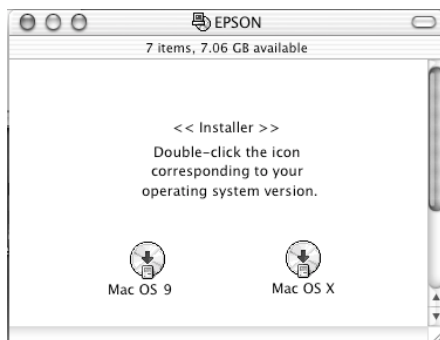 EPSON
7 items, 7.06 GB available
<< Installer >>
Double-click the icon
corresponding to your
operating system version.
Mac OS 9
Mac OS X